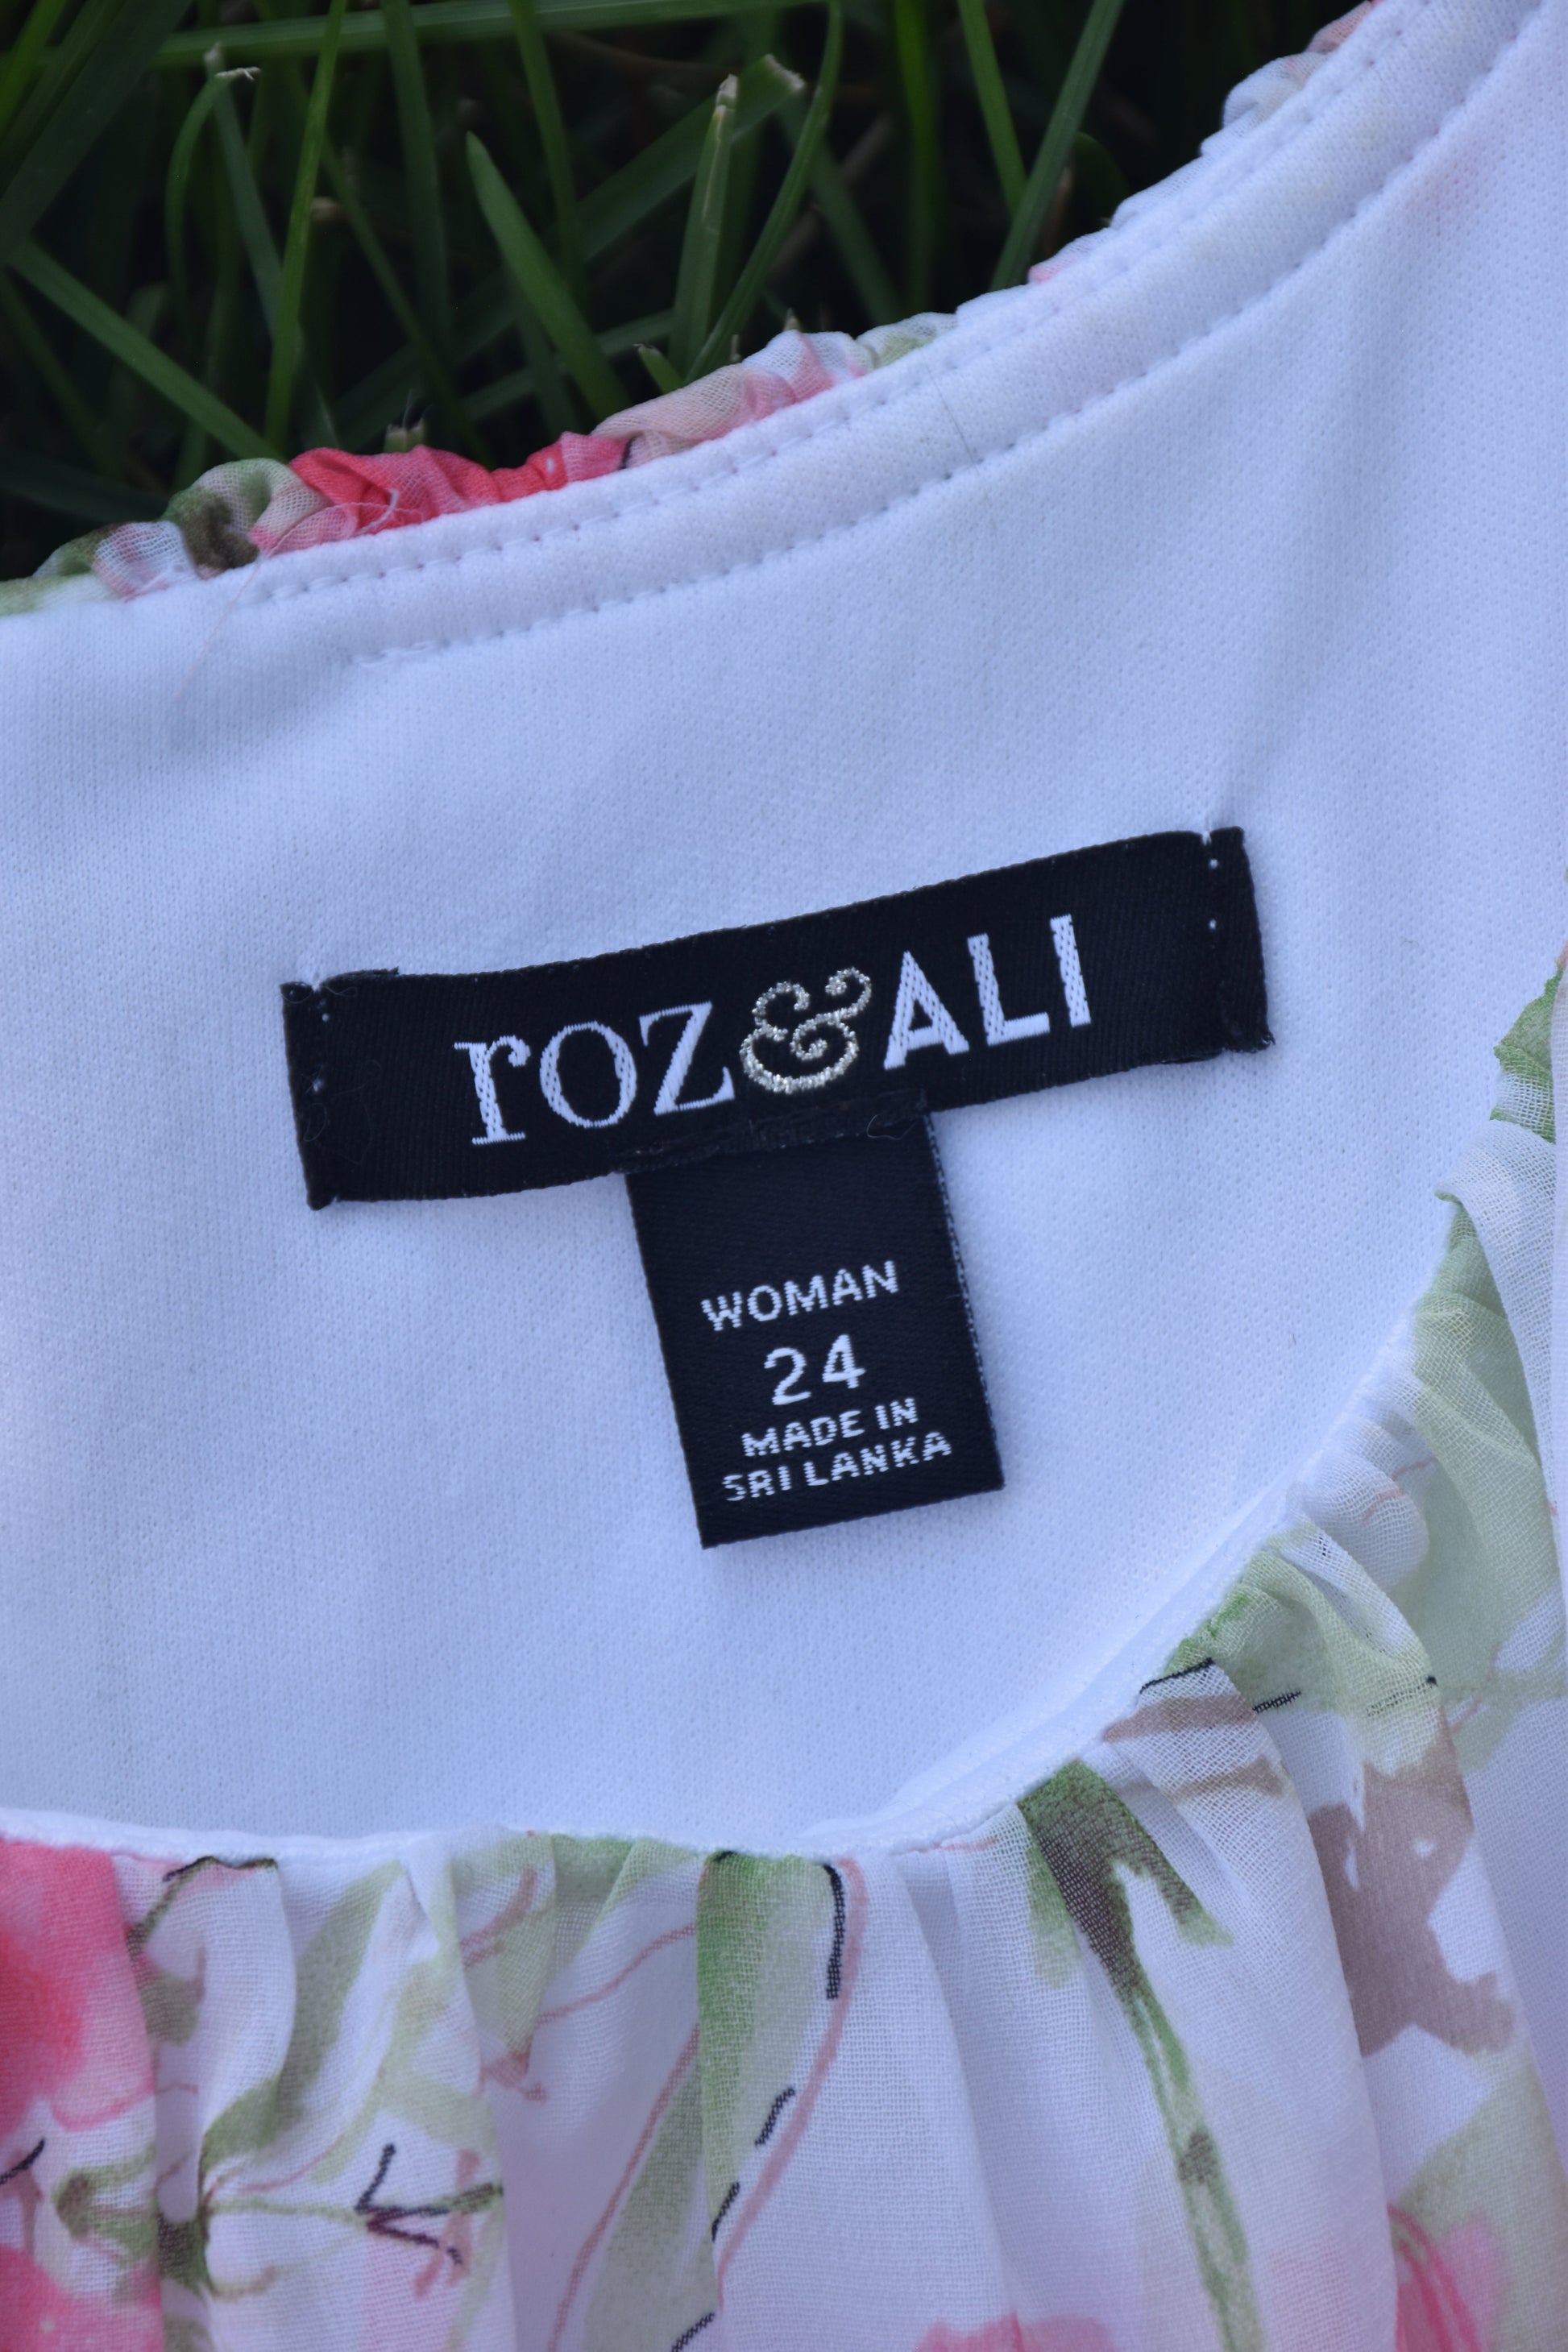 roz&ALI
WOMAN
24
MADE IN
SRI LANKA